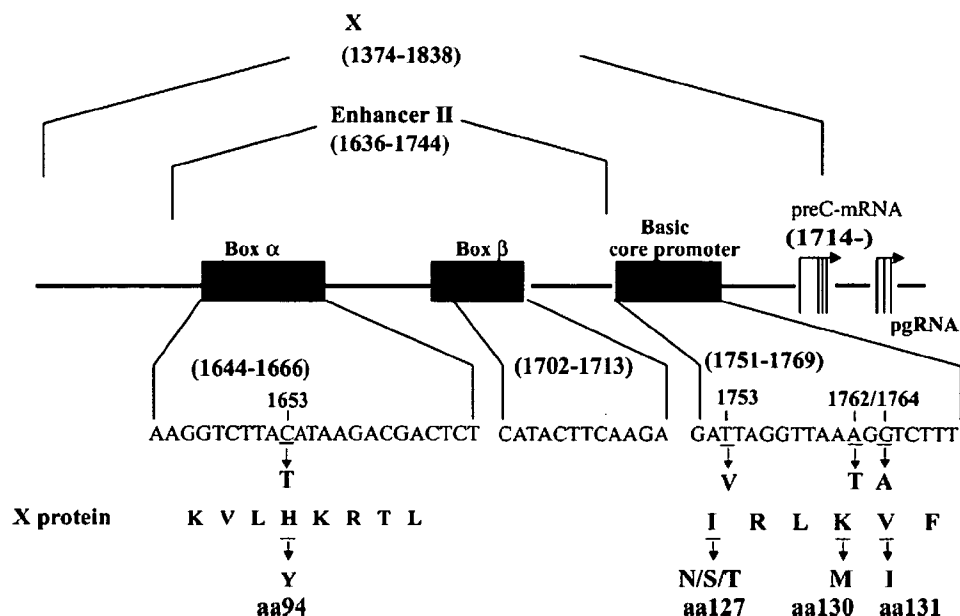 X
(1374-1838)
Enhancer II
(1636-1744)
preC-mRNA
(1714-)
Basic
core promoter
Box α
Box β
pgRNA
(1644-1666)
(1702-1713)
(1751-1769)
1653
1753
1762/1764
AAGGTCTTACATAAGACGACTCT
CATACTTCAAGA
GATTAGGTTAAAGGTCTTT
T
V
T A
X protein
K V L H K R T L
I R L K V F
Y
N/S/T
M
I
aa94
aa127
aa130
aa131